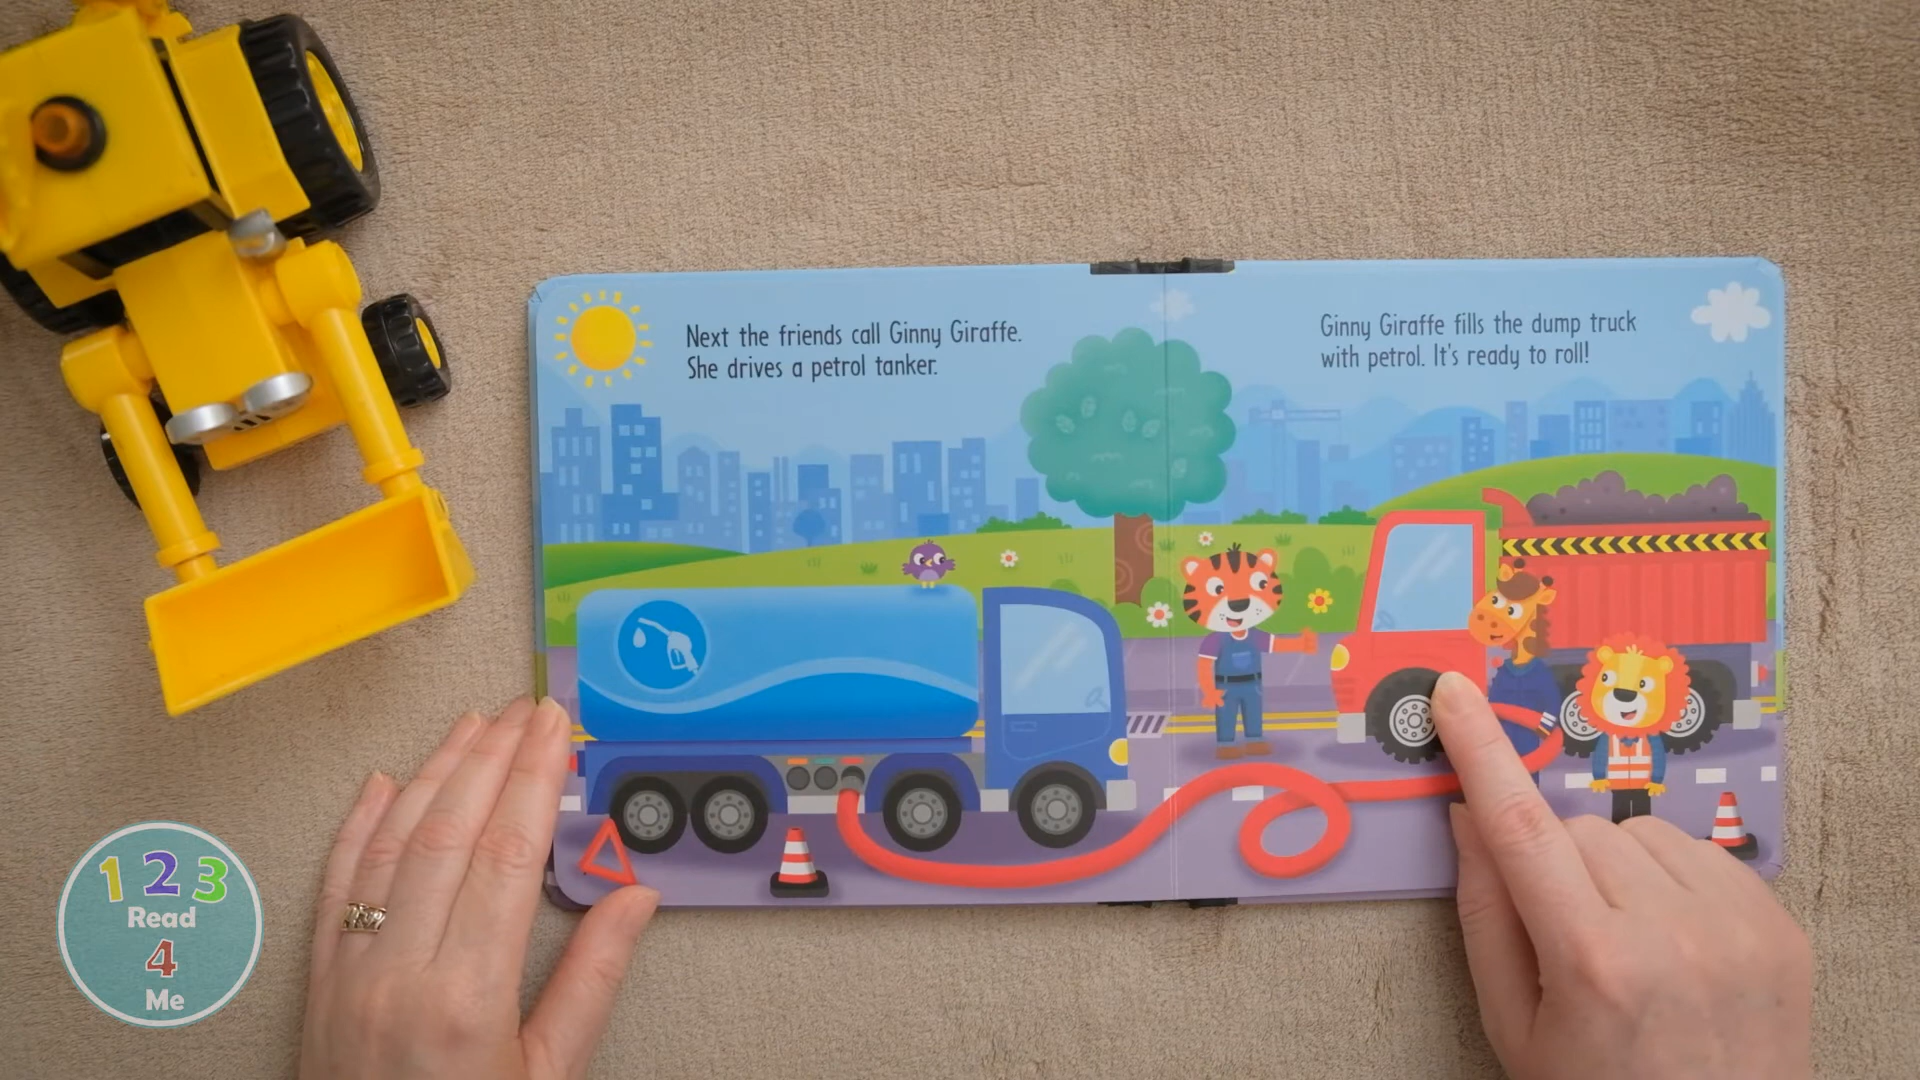 Next the friends call Ginny Giraffe.
She drives a petrol tanker.
Ginny Giraffe fills the dump truck
with petrol. It's ready to roll!
1 2 3
Read
4
Me